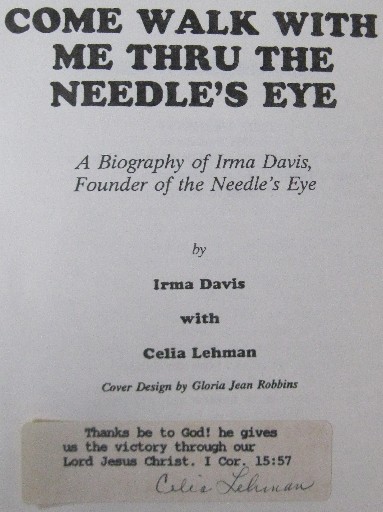 COME WALK WITH
ME THRU THE
NEEDLE'S EYE
A Biography of Irma Davis,
Founder of the Needle's Eye
by
Irma Davis
with
Celia Lehman
Cover Design by Gloria Jean Robbins
Thanks be to God! he gives
us the victory through our
Lord Jesus Christ. I Cor. 15:57
Celia Lehman